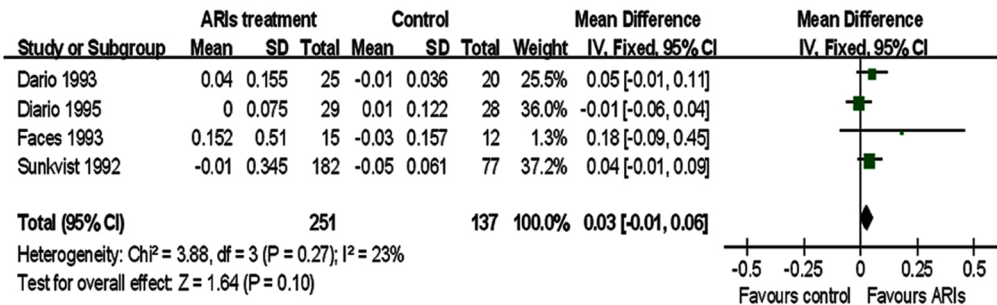 ARIs treatment Control Mean Difference Mean Difference
Study or Subgroup Mean SD Total Mean SD Total Weight IV, Fixed, 95% CI IV, Fixed, 95% CI
Dario 1993 0.04 0.155 25 -0.01 0.036 20 25.5% 0.05 [-0.01, 0.11]
Diario 1995 0 0.075 29 0.01 0.122 28 36.0% -0.01 [-0.06, 0.04]
Faces 1993 0.152 0.51 15 -0.03 0.157 12 1.3% 0.18 [-0.09, 0.45]
Sunkvist 1992 -0.01 0.345 182 -0.05 0.061 77 37.2% 0.04 [-0.01, 0.09]
Total (95% CI) 251 137 100.0% 0.03 [-0.01, 0.06]
Heterogeneity: Chi² = 3.88, df = 3 (P = 0.27); I² = 23%
Test for overall effect: Z = 1.64 (P = 0.10)
-0.5 -0.25 0 0.25 0.5
Favours control Favours ARIs